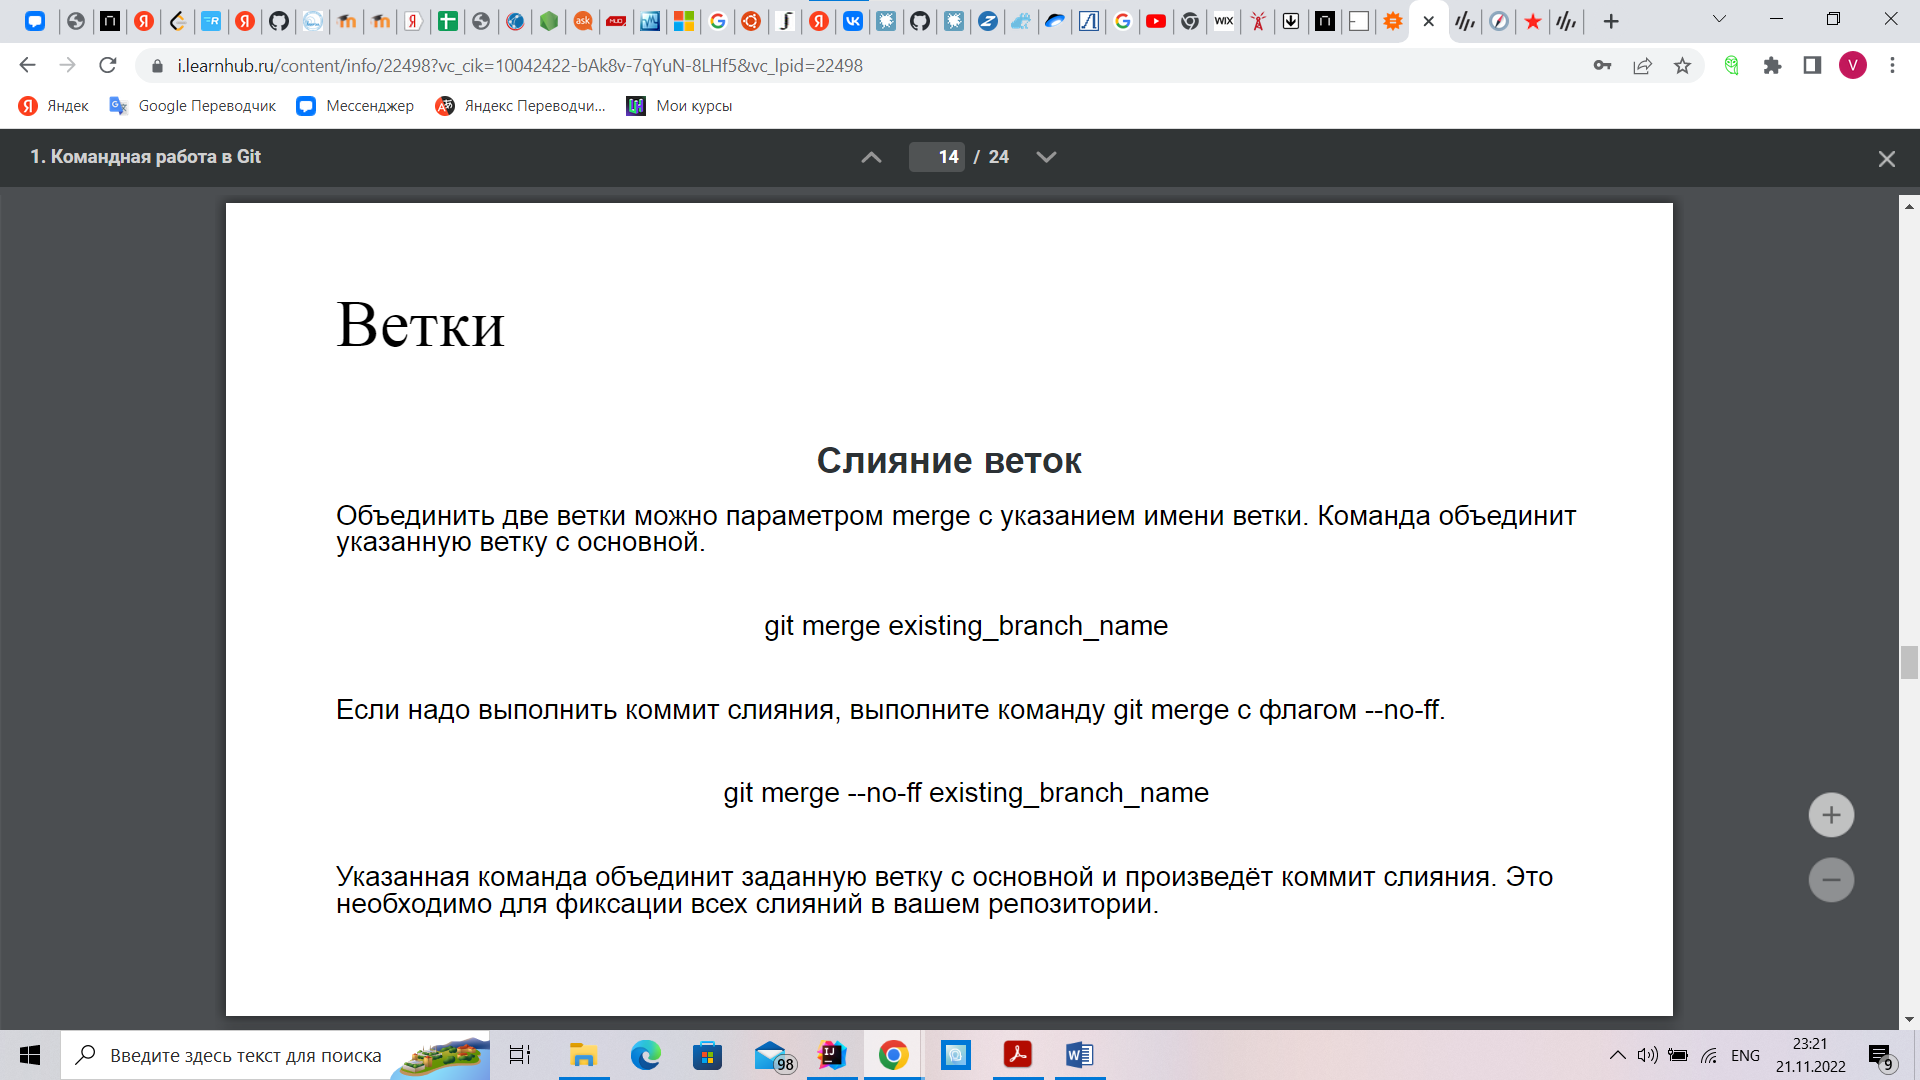 ask
WIX
i.learnhub.ru/content/info/22498?vc_cik=10042422-bAk8v-7qYuN-8LHf5&vc_lpid=22498
V
Яндек
Google Переводчик
Мессенджер
Яндекс Переводчи...
Мои курсы
1. Командная работа в Git
14 / 24
Ветки
Слияние веток
Объединить две ветки можно параметром merge с указанием имени ветки. Команда объединит
указанную ветку с основной.
git merge existing_branch_name
Если надо выполнить коммит слияния, выполните команду git merge с флагом --no-ff.
git merge --no-ff existing_branch_name
Указанная команда объединит заданную ветку с основной и произведёт коммит слияния. Это
необходимо для фиксации всех слияний в вашем репозитории.
Введите здесь текст для поиска
98
ENG
23:21
21.11.2022
9